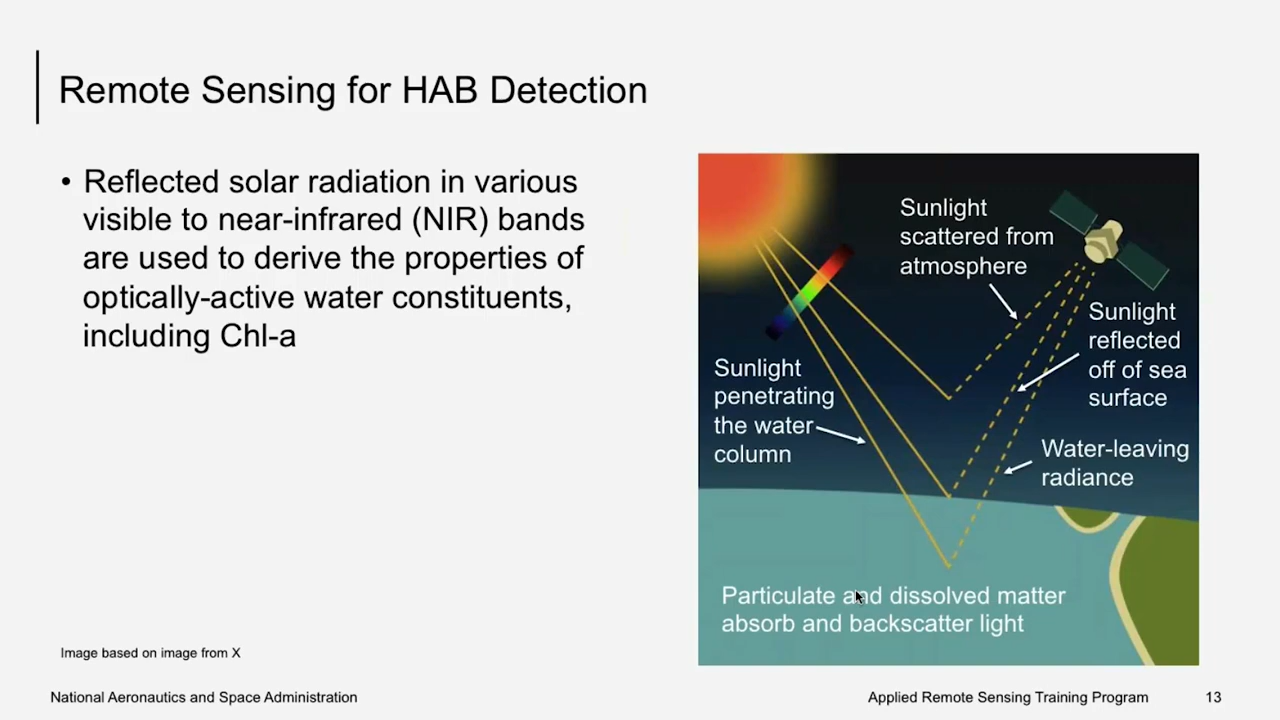 Remote Sensing for HAB Detection
• Reflected solar radiation in various
visible to near-infrared (NIR) bands
are used to derive the properties of
optically-active water constituents,
including Chl-a
Sunlight
scattered from
atmosphere
Sunlight
reflected
off of sea
surface
Sunlight
penetrating
the water
column
Water-leaving
radiance
Particulate and dissolved matter
absorb and backscatter light
Image based on image from X
National Aeronautics and Space Administration
Applied Remote Sensing Training Program
13